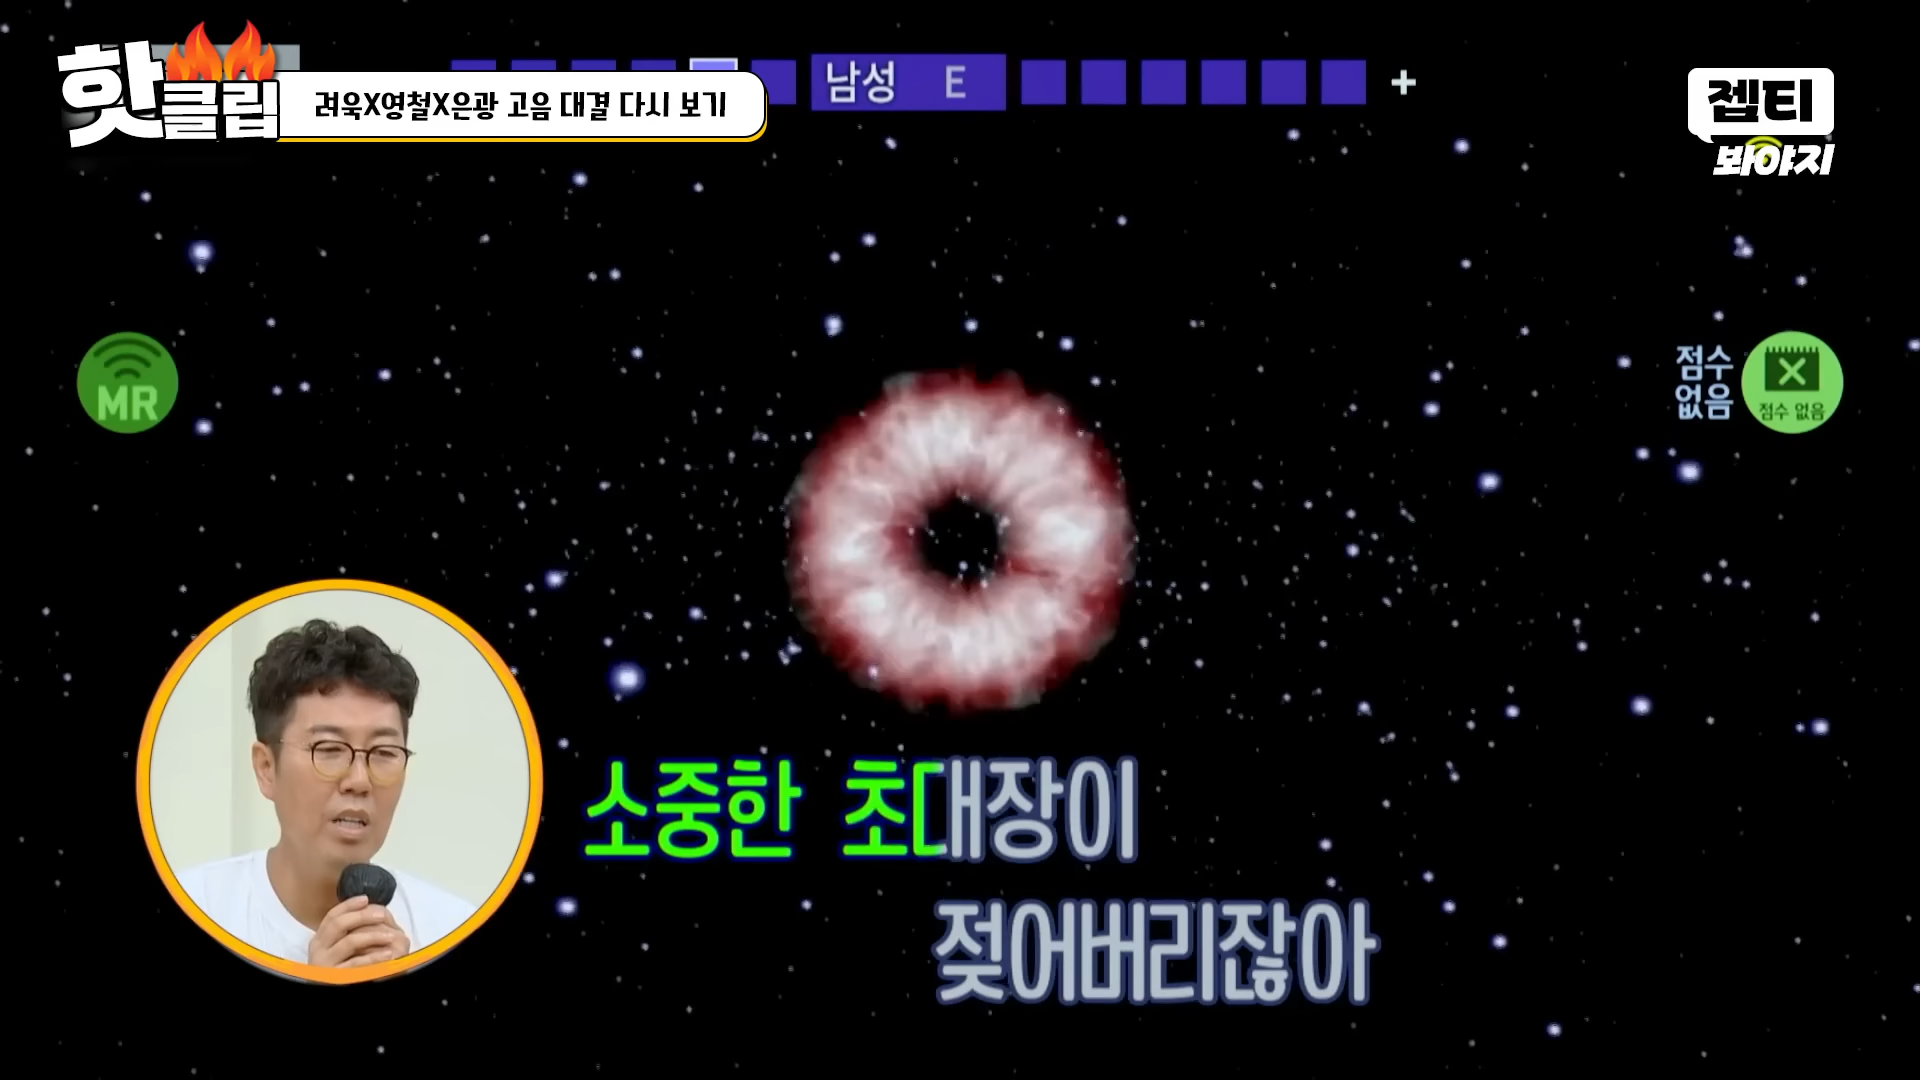 핫클립
려욱X영철X은광 고음 대결 다시 보기
남성 E
+
젭티
봐야지
MR
점수
없음
점수 없음
소중한 초대장이
젖어버리잖아